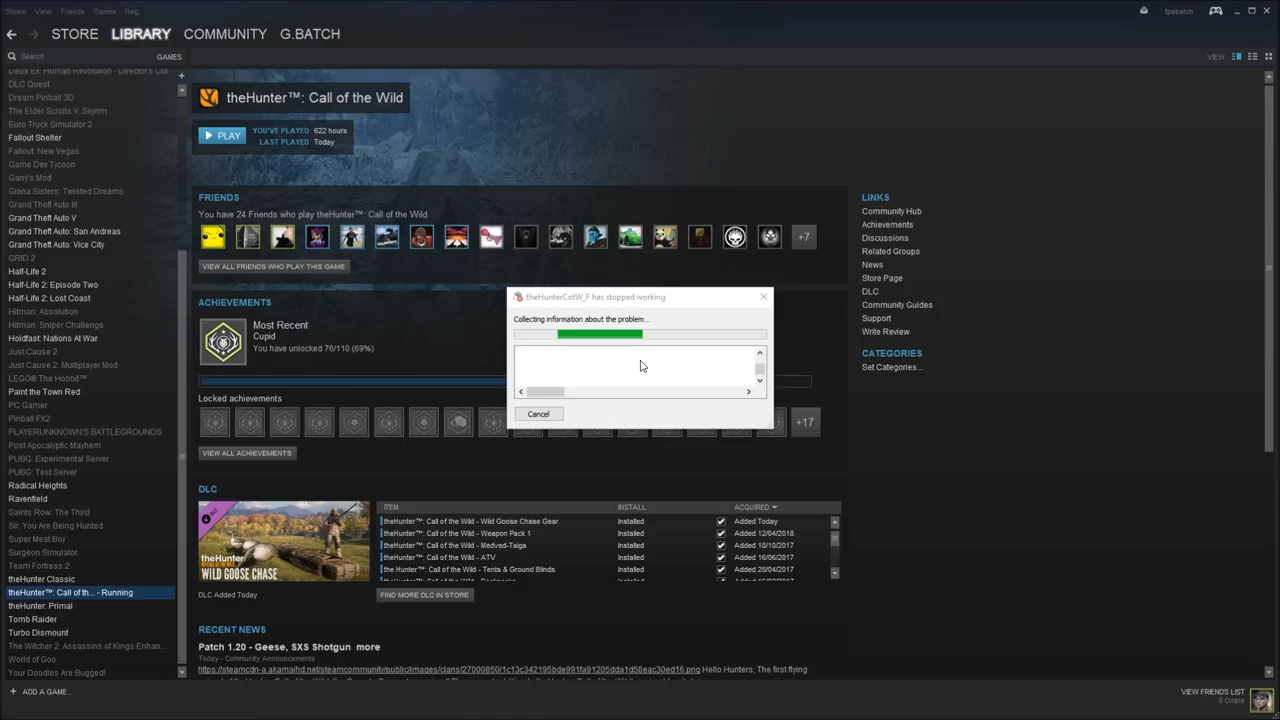 Steam View Friends Games Help
fpsbatch
STORE LIBRARY COMMUNITY G.BATCH
Search GAMES
VIEW
Deus Ex: Human Revolution - Director's Cut
DLC Quest
Dream Pinball 3D
The Elder Scrolls V: Skyrim
Euro Truck Simulator 2
Fallout Shelter
Fallout: New Vegas
Game Dev Tycoon
Garry's Mod
Giana Sisters: Twisted Dreams
Grand Theft Auto III
Grand Theft Auto V
Grand Theft Auto: San Andreas
Grand Theft Auto: Vice City
GRID 2
Half-Life 2
Half-Life 2: Episode Two
Half-Life 2: Lost Coast
Hitman: Absolution
Hitman: Sniper Challenge
Holdfast: Nations At War
Just Cause 2
Just Cause 2: Multiplayer Mod
LEGO® The Hobbit™
Paint the Town Red
PC Gamer
Pinball FX2
PLAYERUNKNOWN'S BATTLEGROUNDS
Post Apocalyptic Mayhem
PUBG: Experimental Server
PUBG: Test Server
Radical Heights
Ravenfield
Saints Row: The Third
Sir, You Are Being Hunted
Super Meat Boy
Surgeon Simulator
Team Fortress 2
theHunter Classic
theHunter™: Call of th... - Running
theHunter: Primal
Tomb Raider
Turbo Dismount
The Witcher 2: Assassins of Kings Enhan...
World of Goo
Your Doodles Are Bugged!
+ ADD A GAME...
theHunter™: Call of the Wild
PLAY
YOU'VE PLAYED 622 hours
LAST PLAYED Today
FRIENDS
You have 24 Friends who play theHunter™: Call of the Wild
+7
VIEW ALL FRIENDS WHO PLAY THIS GAME
ACHIEVEMENTS
Most Recent
Cupid
You have unlocked 76/110 (69%)
Locked achievements
+17
VIEW ALL ACHIEVEMENTS
theHunterCotW_F has stopped working
Collecting information about the problem...
Cancel
DLC
theHunter
WILD GOOSE CHASE
DLC Added Today
ITEM INSTALL ACQUIRED
theHunter™: Call of the Wild - Wild Goose Chase Gear Installed Added Today
theHunter™: Call of the Wild - Weapon Pack 1 Installed Added 12/04/2018
theHunter™: Call of the Wild - Medved-Taiga Installed Added 18/10/2017
theHunter™: Call of the Wild - ATV Installed Added 16/06/2017
the Hunter™: Call of the Wild - Tents & Ground Blinds Installed Added 28/04/2017
FIND MORE DLC IN STORE
RECENT NEWS
Patch 1.20 - Geese, SXS Shotgun more
Today - Community Announcements
https://steamcdn-a.akamaihd.net/steamcommunity/public/images/clans/27000850/1c13c342195bde991fa91205dda1d58eac30ed16.png Hello Hunters, The first flying
LINKS
Community Hub
Achievements
Discussions
Related Groups
News
Store Page
DLC
Community Guides
Support
Write Review
CATEGORIES
Set Categories...
VIEW FRIENDS LIST
8 Online